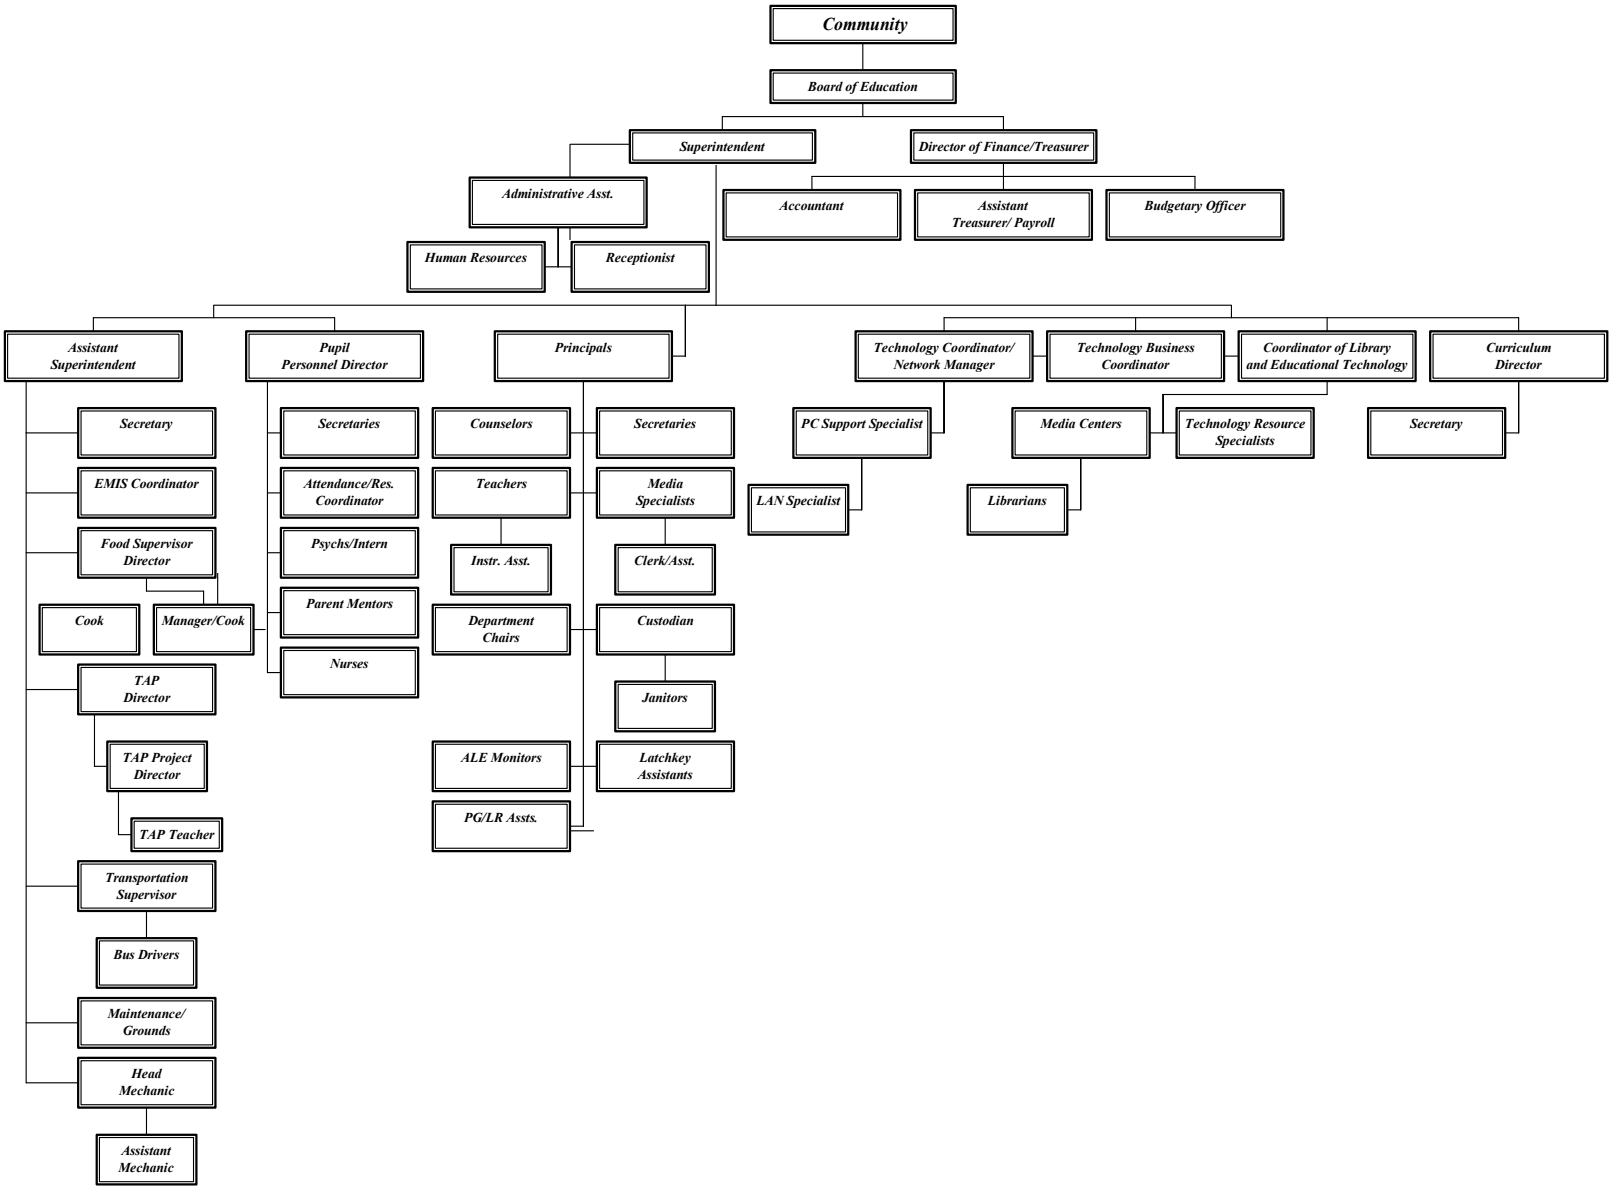 Community
Board of Education
Superintendent
Director of Finance/Treasurer
Administrative Asst.
Accountant
Assistant
Treasurer/ Payroll
Budgetary Officer
Human Resources
Receptionist
Assistant
Superintendent
Pupil
Personnel Director
Principals
Technology Coordinator/
Network Manager
Technology Business
Coordinator
Coordinator of Library
and Educational Technology
Curriculum
Director
Secretary
Secretaries
Counselors
Secretaries
PC Support Specialist
Media Centers
Technology Resource
Specialists
Secretary
EMIS Coordinator
Attendance/Res.
Coordinator
Teachers
Media
Specialists
LAN Specialist
Librarians
Food Supervisor
Director
Psychs/Intern
Instr. Asst.
Clerk/Asst.
Cook
Manager/Cook
Parent Mentors
Department
Chairs
Custodian
Nurses
TAP
Director
Janitors
TAP Project
Director
ALE Monitors
Latchkey
Assistants
TAP Teacher
PG/LR Assts.
Transportation
Supervisor
Bus Drivers
Maintenance/
Grounds
Head
Mechanic
Assistant
Mechanic